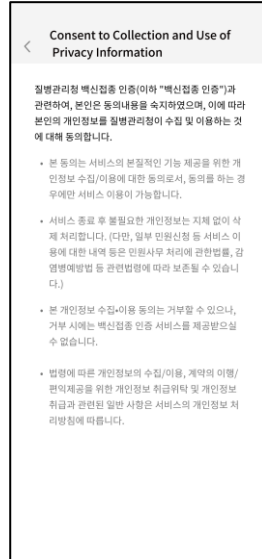 Consent to Collection and Use of
Privacy Information
질병관리청 백신접종 인증(이하 "백신접종 인증")과
관련하여, 본인은 동의내용을 숙지하였으며, 이에 따라
본인의 개인정보를 질병관리청이 수집 및 이용하는 것
에 대해 동의합니다.
• 본 동의는 서비스의 본질적인 기능 제공을 위한 개
인정보 수집/이용에 대한 동의로서, 동의를 하는 경
우에만 서비스 이용이 가능합니다.
• 서비스 종료 후 불필요한 개인정보는 지체 없이 삭
제 처리합니다. (다만, 일부 민원신청 등 서비스 이
용에 대한 내역 등은 민원사무 처리에 관한법률, 감
염병예방법 등 관련법령에 따라 보존될 수 있습니
다.)
• 본 개인정보 수집•이용 동의는 거부할 수 있으나,
거부 시에는 백신접종 인증 서비스를 제공받으실
수 없습니다.
• 법령에 따른 개인정보의 수집/이용, 계약의 이행/
편익제공을 위한 개인정보 취급위탁 및 개인정보
취급과 관련된 일반 사항은 서비스의 개인정보 처
리방침에 따릅니다.